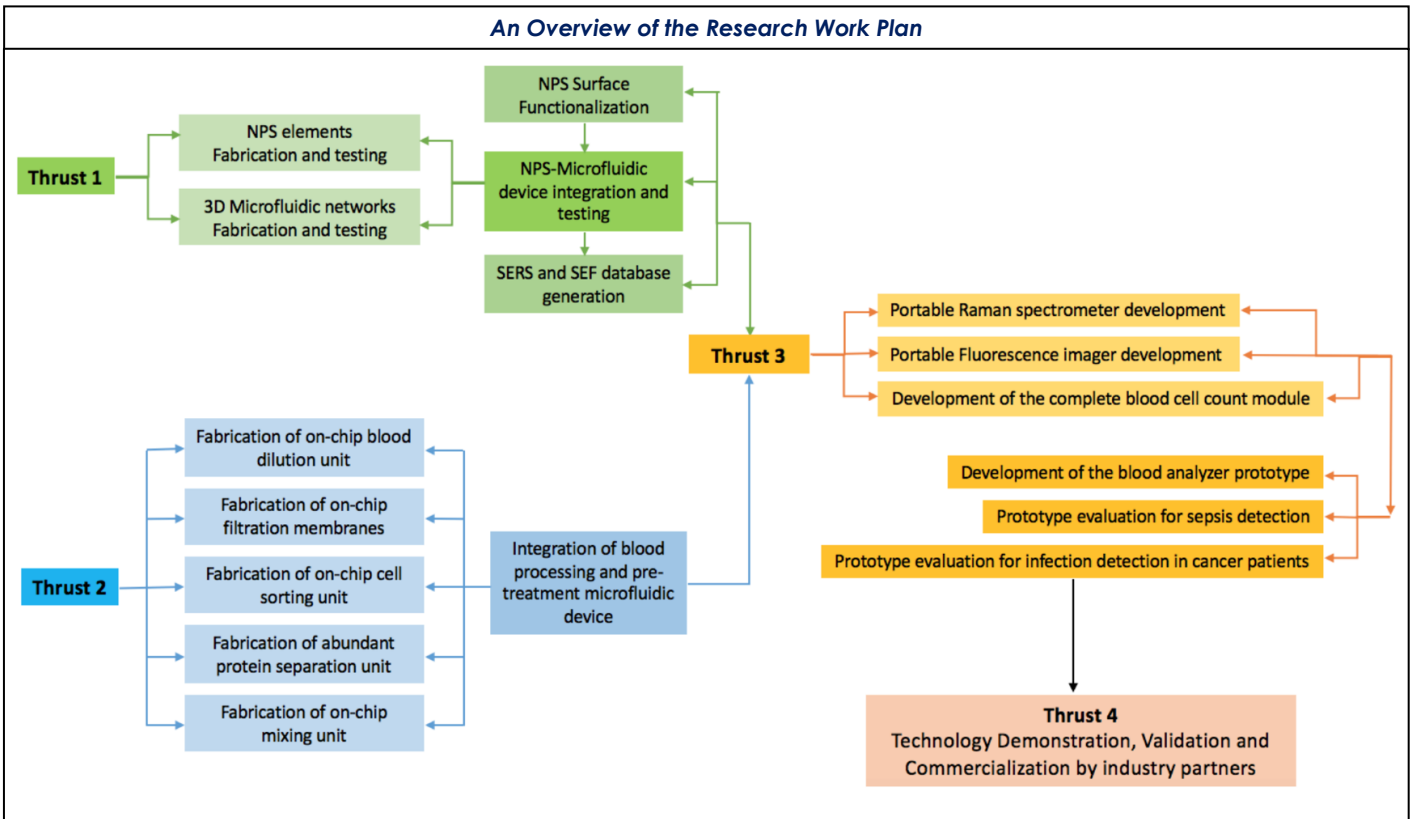 An Overview of the Research Work Plan
Thrust 1
NPS elements
Fabrication and testing
3D Microfluidic networks
Fabrication and testing
NPS Surface
Functionalization
NPS-Microfluidic
device integration and
testing
SERS and SEF database
generation
Thrust 2
Fabrication of on-chip blood
dilution unit
Fabrication of on-chip
filtration membranes
Fabrication of on-chip cell
sorting unit
Fabrication of abundant
protein separation unit
Fabrication of on-chip
mixing unit
Integration of blood
processing and pre-
treatment microfluidic
device
Thrust 3
Portable Raman spectrometer development
Portable Fluorescence imager development
Development of the complete blood cell count module
Development of the blood analyzer prototype
Prototype evaluation for sepsis detection
Prototype evaluation for infection detection in cancer patients
Thrust 4
Technology Demonstration, Validation and
Commercialization by industry partners